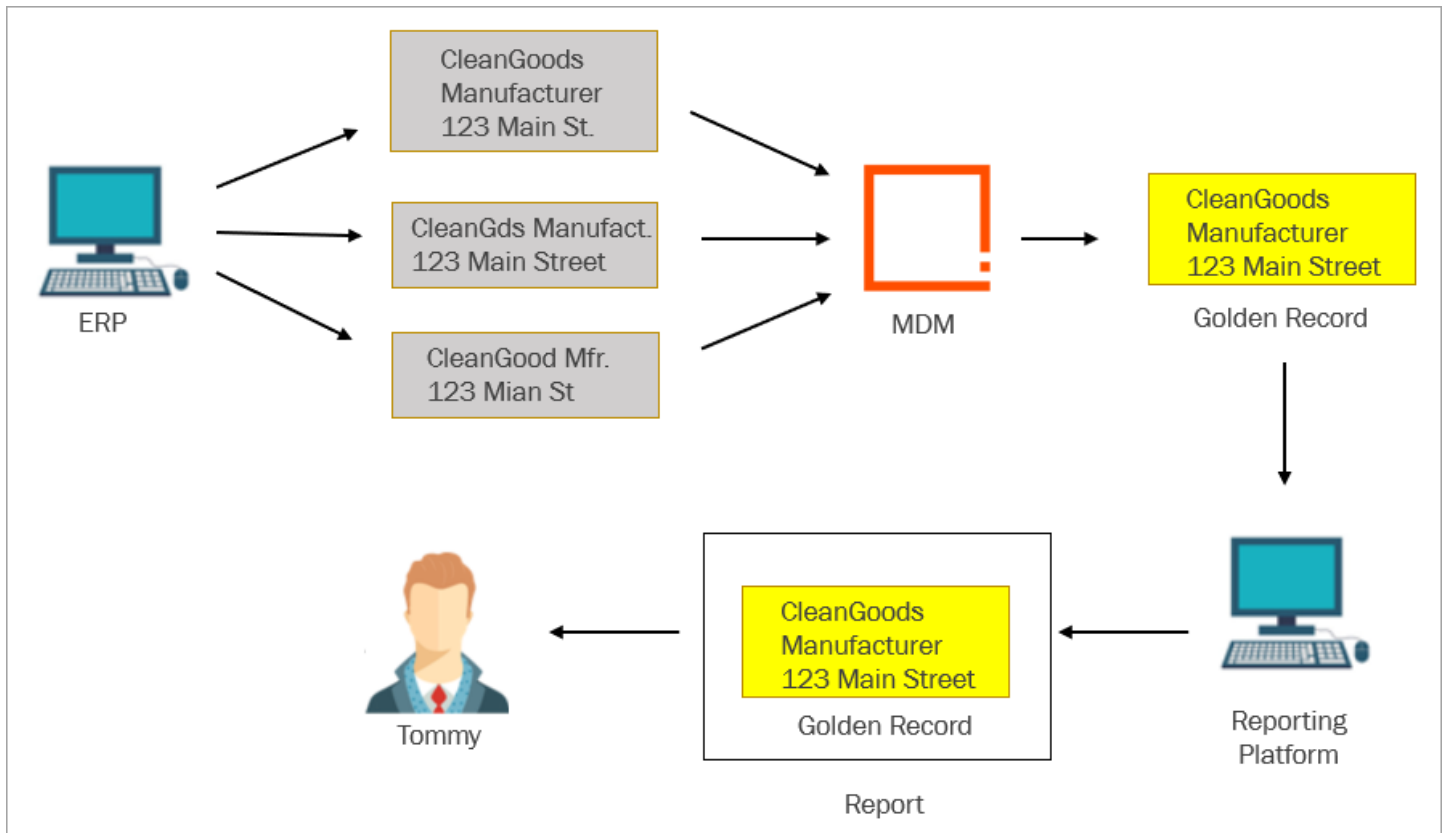 CleanGoods
Manufacturer
123 Main St.
ERP
CleanGds Manufact.
123 Main Street
CleanGood Mfr.
123 Mian St
MDM
CleanGoods
Manufacturer
123 Main Street
Golden Record
Reporting
Platform
CleanGoods
Manufacturer
123 Main Street
Golden Record
Report
Tommy